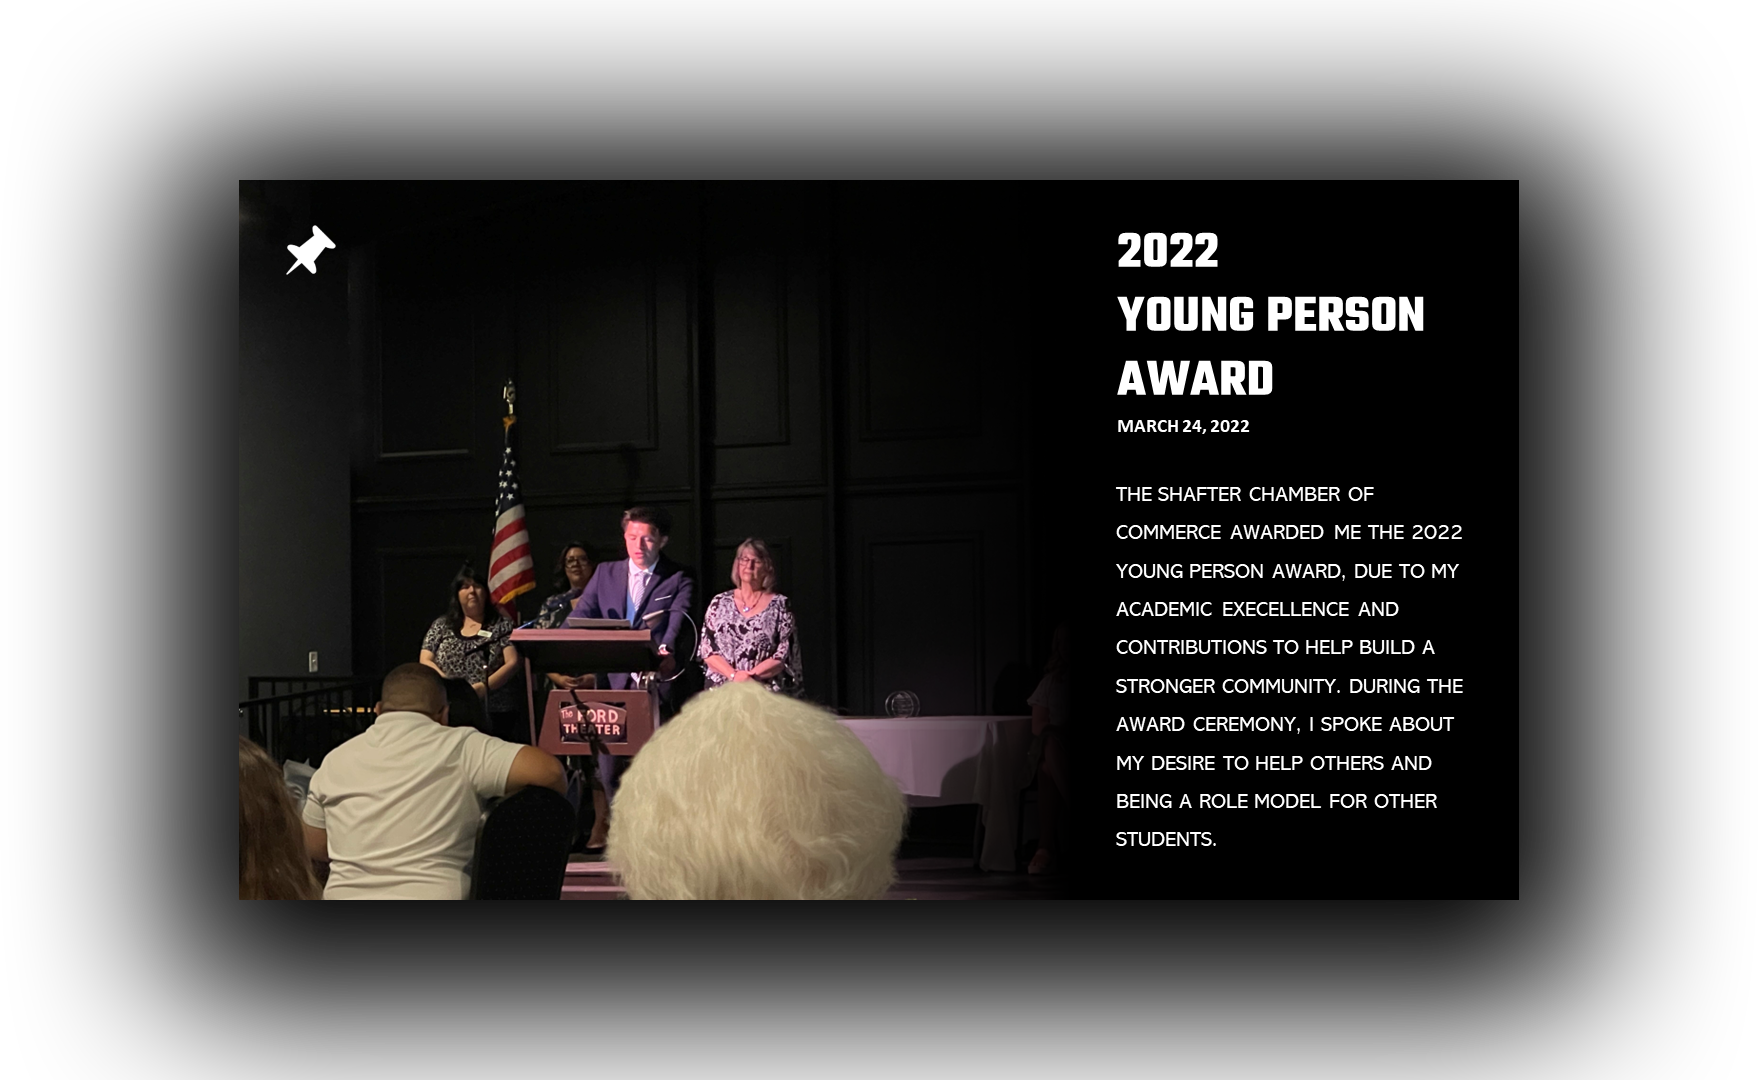 2022
YOUNG PERSON
AWARD
MARCH 24, 2022
THE SHAFTER CHAMBER OF
COMMERCE AWARDED ME THE 2022
YOUNG PERSON AWARD, DUE TO MY
ACADEMIC EXECELLENCE AND
CONTRIBUTIONS TO HELP BUILD A
STRONGER COMMUNITY. DURING THE
AWARD CEREMONY, I SPOKE ABOUT
MY DESIRE TO HELP OTHERS AND
BEING A ROLE MODEL FOR OTHER
STUDENTS.
The FORD
THEATER